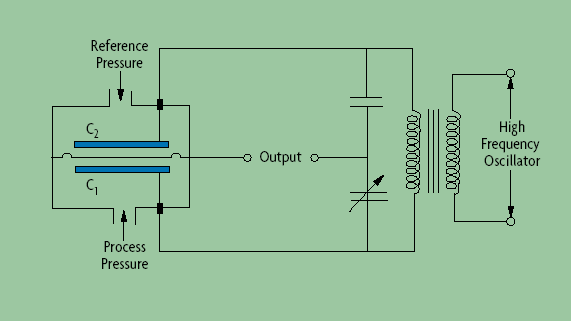 Reference
Pressure
C2
Output
High
Frequency
Oscillator
C1
Process
Pressure